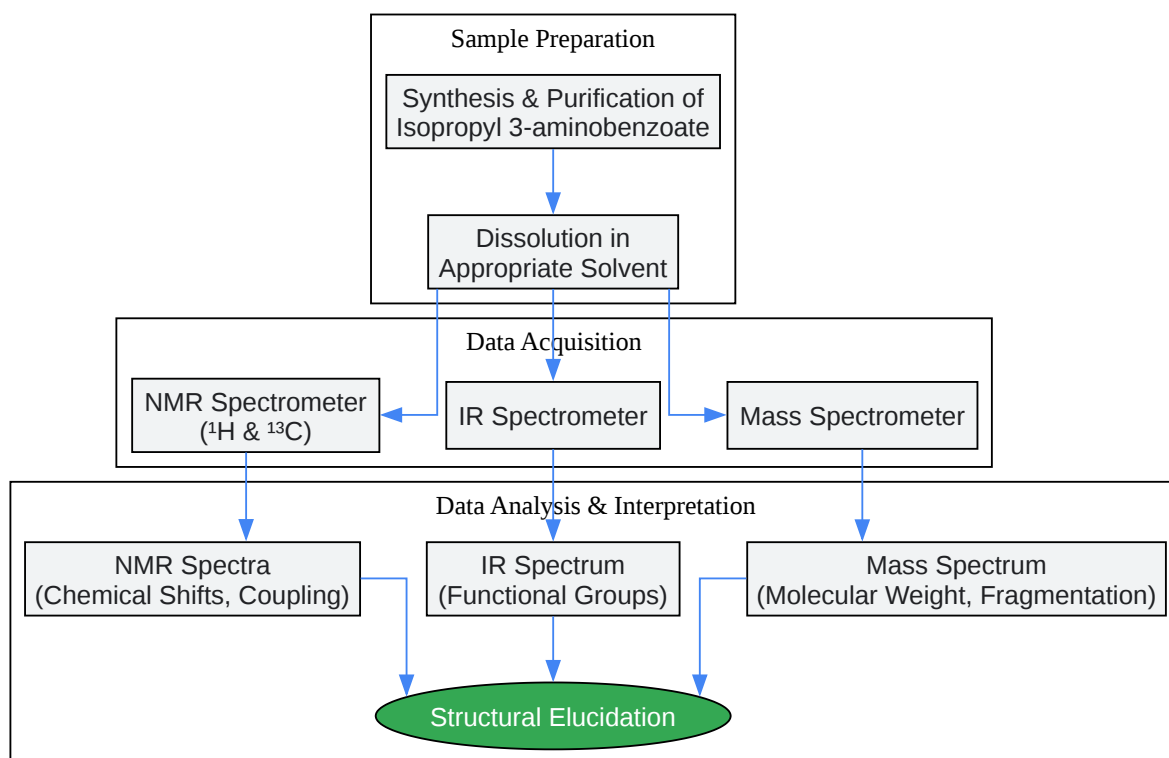 Sample Preparation
Synthesis & Purification of
Isopropyl 3-aminobenzoate
Dissolution in
Appropriate Solvent
Data Acquisition
NMR Spectrometer
(¹H & ¹³C)
IR Spectrometer
Mass Spectrometer
Data Analysis & Interpretation
NMR Spectra
(Chemical Shifts, Coupling)
IR Spectrum
(Functional Groups)
Mass Spectrum
(Molecular Weight, Fragmentation)
Structural Elucidation